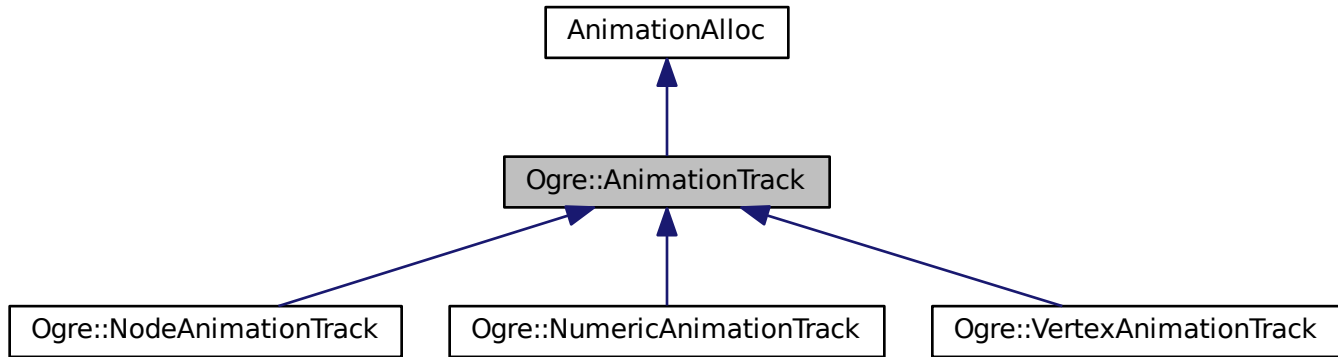 AnimationAlloc
Ogre::AnimationTrack
Ogre::NodeAnimationTrack
Ogre::NumericAnimationTrack
Ogre::VertexAnimationTrack